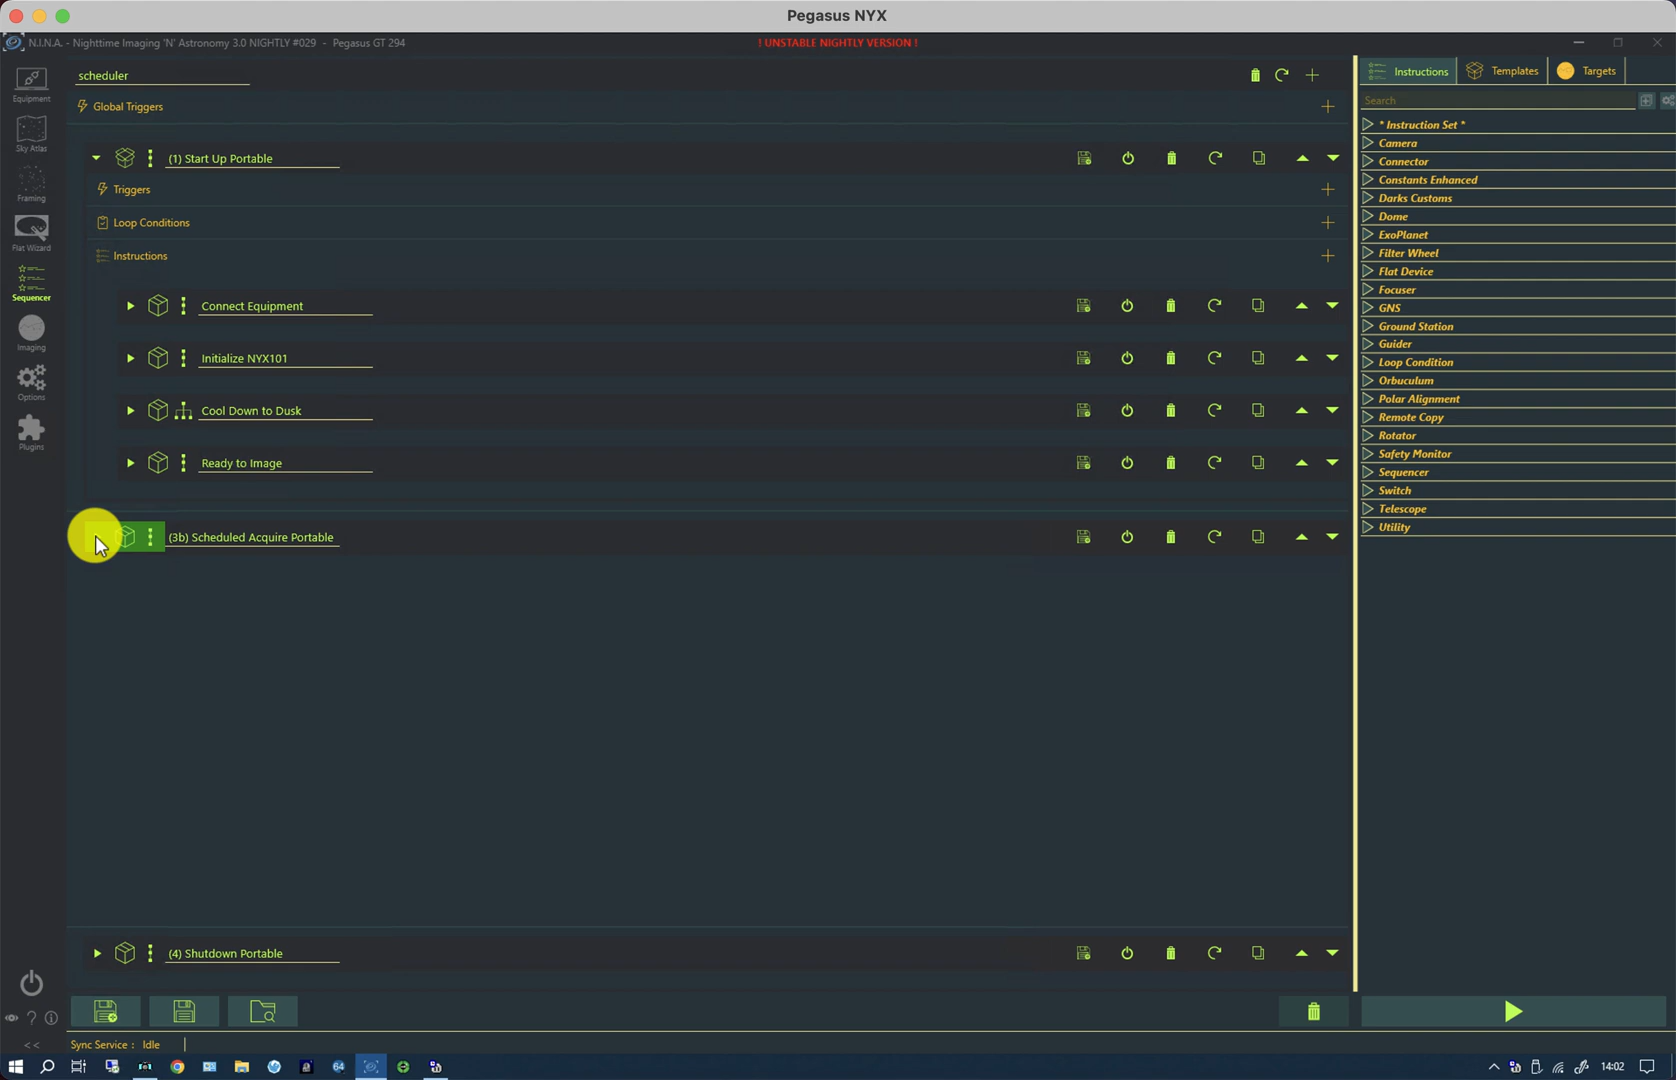 Pegasus NYX
N.I.N.A. - Nighttime Imaging 'N' Astronomy 3.0 NIGHTLY #029 - Pegasus GT 294
! UNSTABLE NIGHTLY VERSION !
Equipment
Sky Atlas
Framing
Flat Wizard
Sequencer
Imaging
Options
Plugins
scheduler
Global Triggers
(1) Start Up Portable
Triggers
Loop Conditions
Instructions
Connect Equipment
Initialize NYX101
Cool Down to Dusk
Ready to Image
(3b) Scheduled Acquire Portable
(4) Shutdown Portable
Instructions
Templates
Targets
Search
* Instruction Set *
Camera
Connector
Constants Enhanced
Darks Customs
Dome
ExoPlanet
Filter Wheel
Flat Device
Focuser
GNS
Ground Station
Guider
Loop Condition
Orbuculum
Polar Alignment
Remote Copy
Rotator
Safety Monitor
Sequencer
Switch
Telescope
Utility
<<
Sync Service : Idle
64
14:02